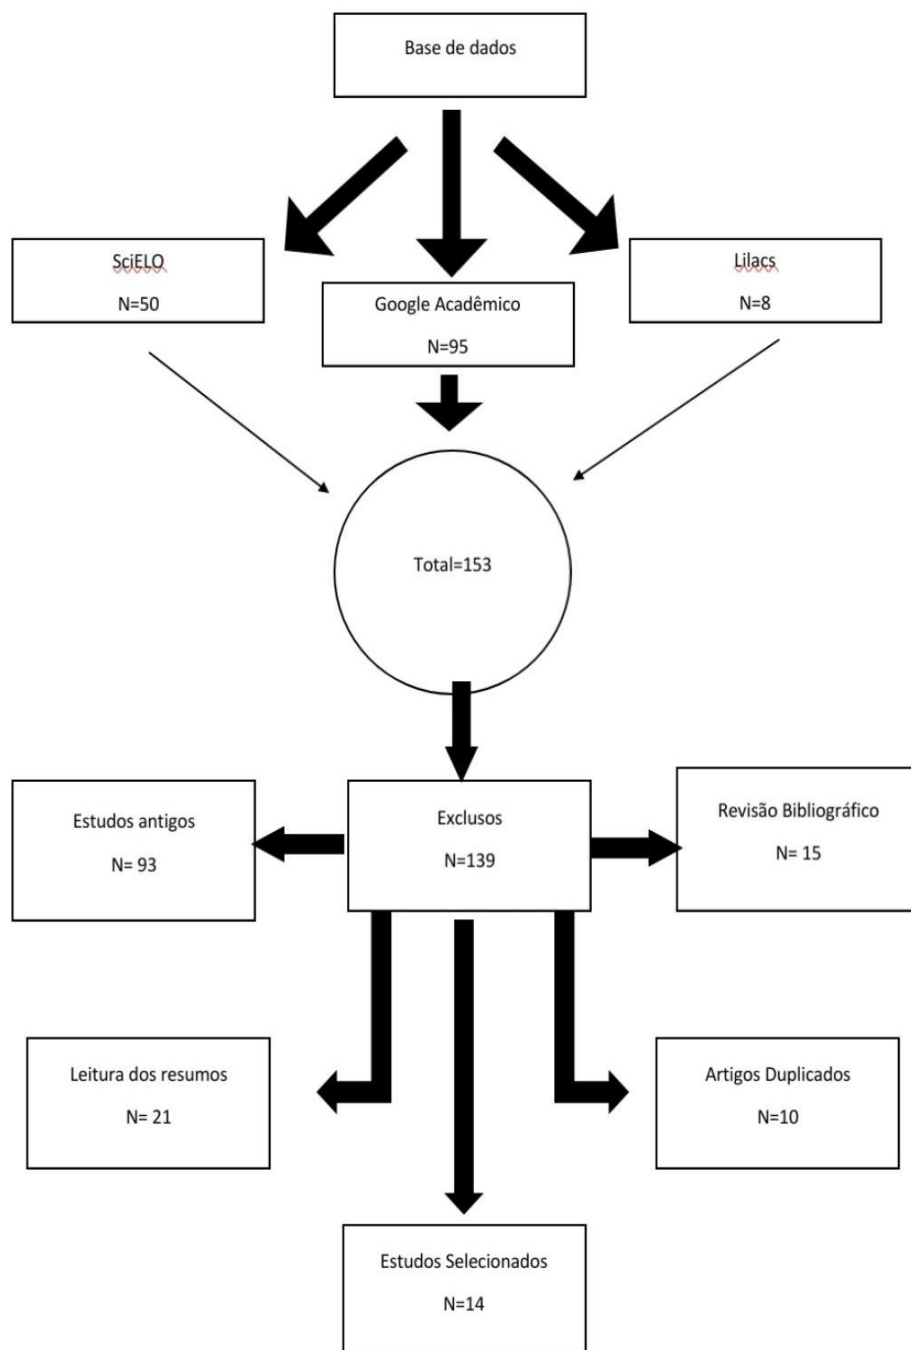 Base de dados
SciELO
N=50
Google Acadêmico
N=95
Lilacs
N=8
Total=153
Estudos antigos
N= 93
Exclusos
N=139
Revisão Bibliográfico
N= 15
Leitura dos resumos
N= 21
Artigos Duplicados
N=10
Estudos Selecionados
N=14